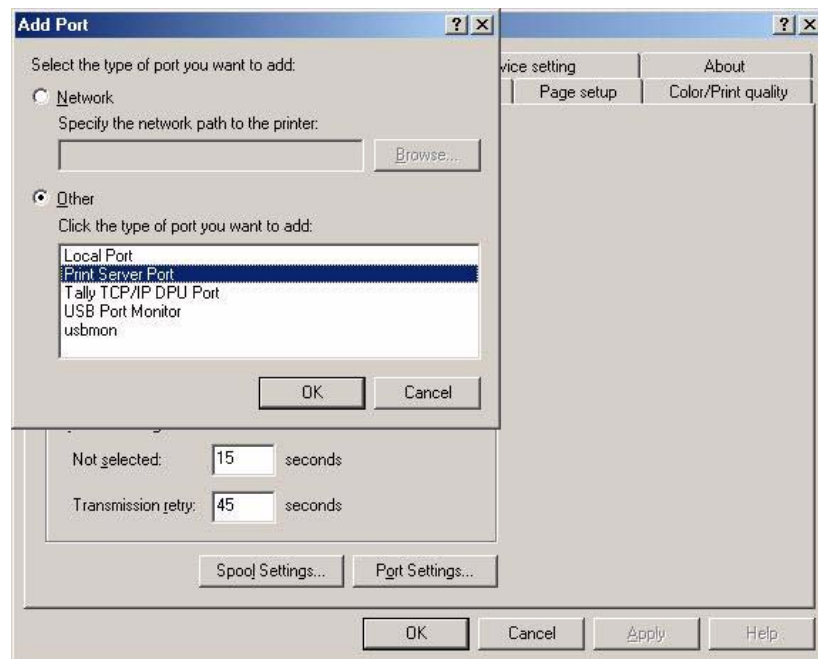 Add Port
Select the type of port you want to add:
Network
Specify the network path to the printer:
Browse...
Other
Click the type of port you want to add:
Local Port
Print Server Port
Tally TCP/IP DPU Port
USB Port Monitor
usbmon
OK
Cancel
setting
About
Page setup
Color/Print quality
Not selected:
15
seconds
Transmission retry:
45
seconds
Spool Settings...
Port Settings...
OK
Cancel
Apply
Help